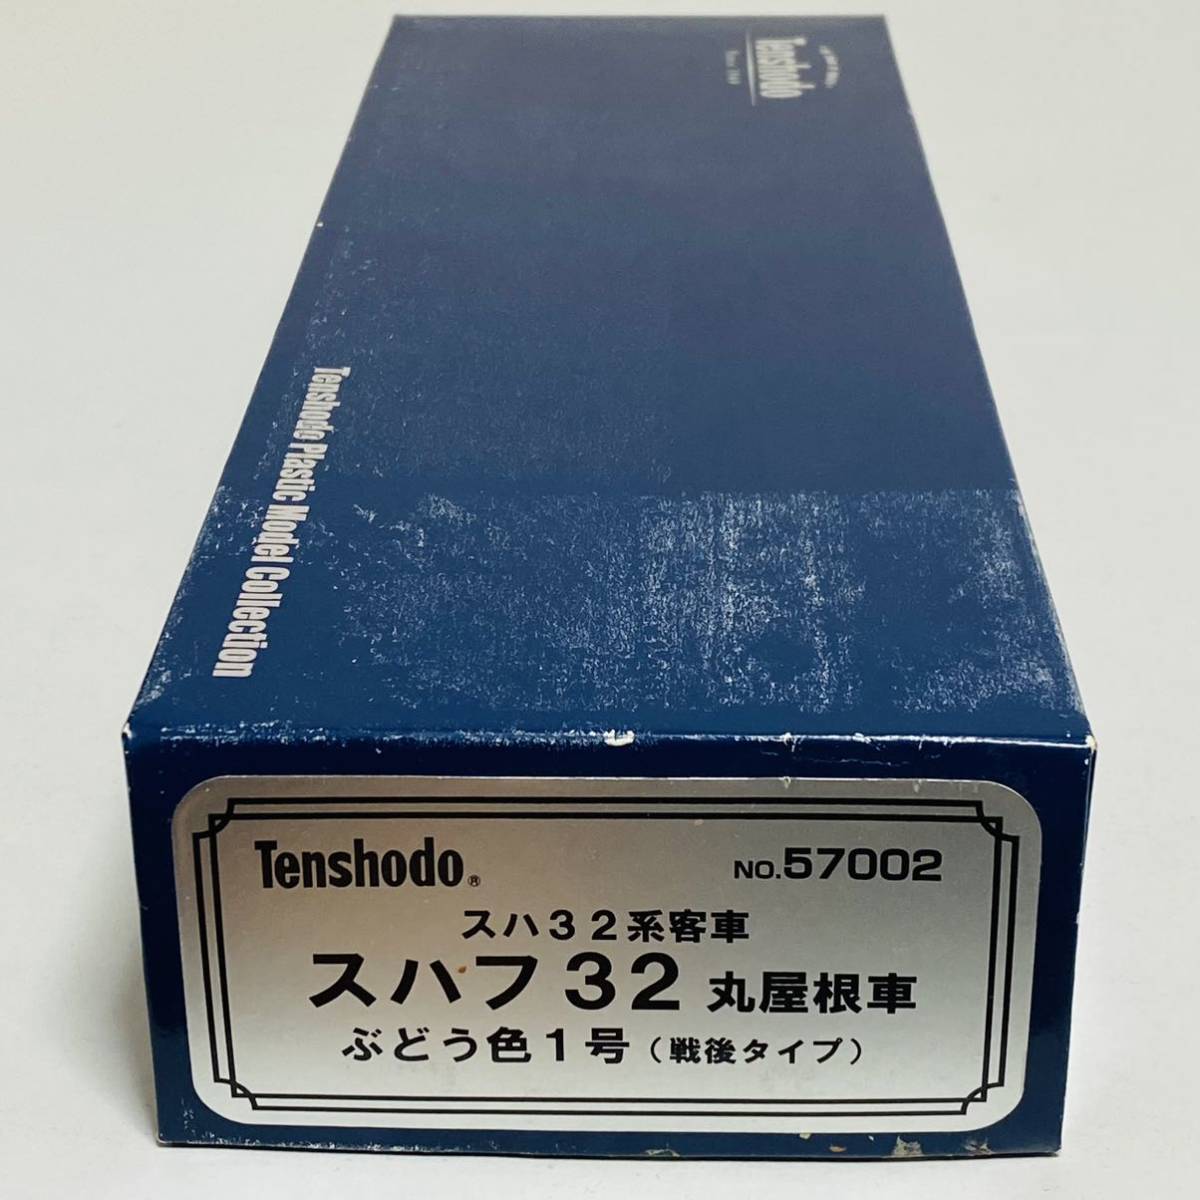 Tenshodo
Tenshodo Plastic Model Collection
Tenshodo®
NO.57002
スハ３２系客車
スハフ32 丸屋根車
ぶどう色１号（戦後タイプ）